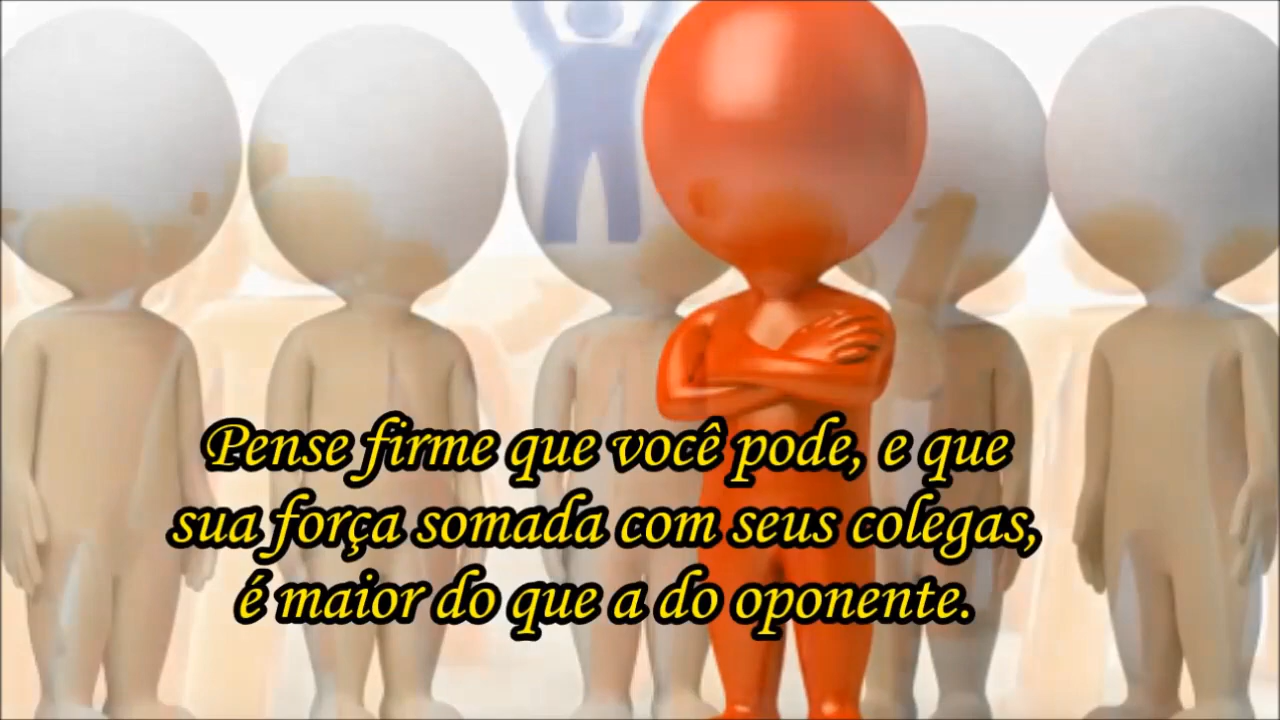 Pense firme que você pode, e que
sua força somada com seus colegas,
é maior do que a do oponente.